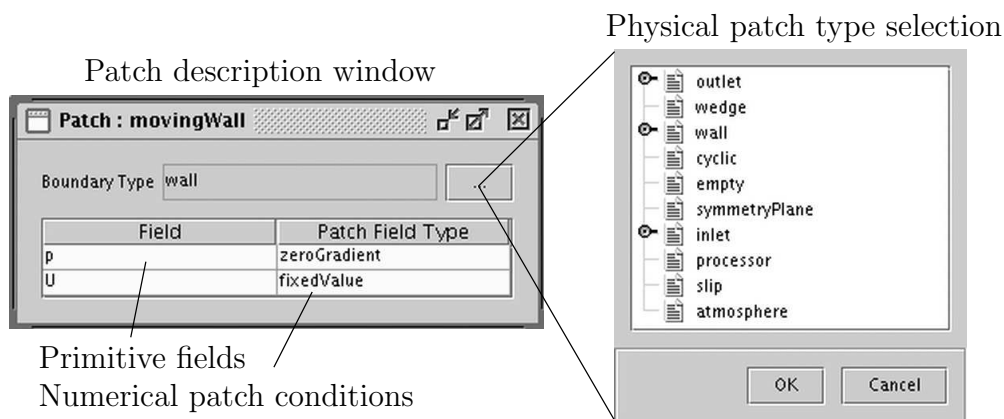 Physical patch type selection
Patch description window
Patch : movingWall
Boundary Type wall ...
Field Patch Field Type
p zeroGradient
U fixedValue
Primitive fields
Numerical patch conditions
outlet
wedge
wall
cyclic
empty
symmetryPlane
inlet
processor
slip
atmosphere
OK Cancel